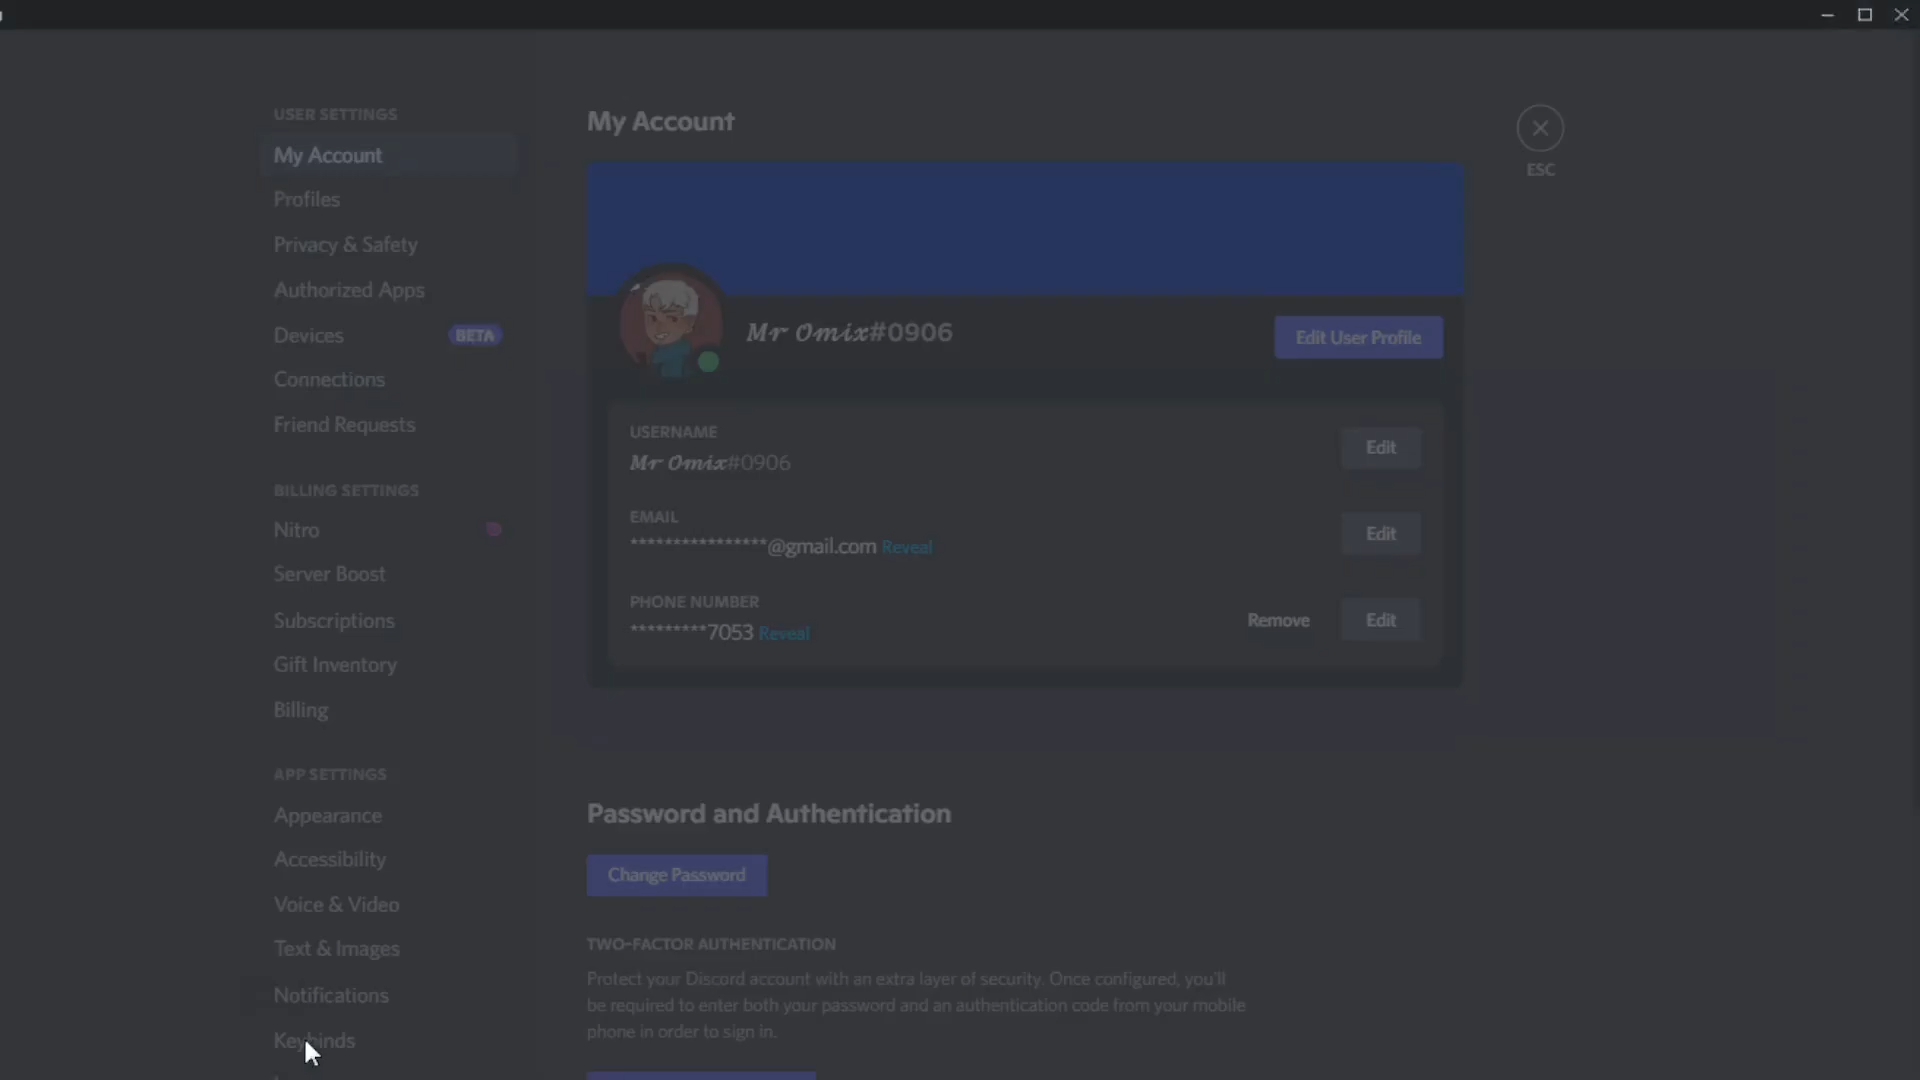 USER SETTINGS
My Account
Profiles
Privacy & Safety
Authorized Apps
Devices
BETA
Connections
Friend Requests
BILLING SETTINGS
Nitro
Server Boost
Subscriptions
Gift Inventory
Billing
APP SETTINGS
Appearance
Accessibility
Voice & Video
Text & Images
Notifications
Keybinds
My Account
ESC
Mr Omix#0906
Edit User Profile
USERNAME
Mr Omix#0906
Edit
EMAIL
****************@gmail.com Reveal
Edit
PHONE NUMBER
*********7053 Reveal
Remove
Edit
Password and Authentication
Change Password
TWO-FACTOR AUTHENTICATION
Protect your Discord account with an extra layer of security. Once configured, you'll
be required to enter both your password and an authentication code from your mobile
phone in order to sign in.